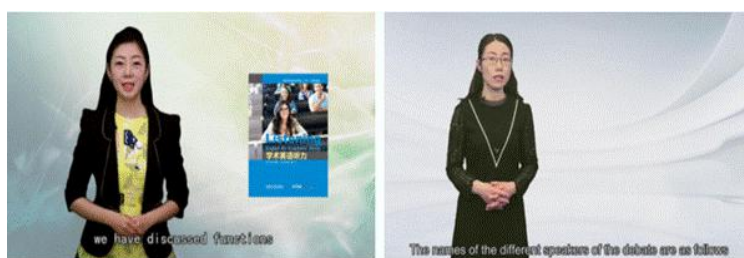 Listening
学术英语听力
we have discussed functions
The names of the different speakers of the debate are as follows